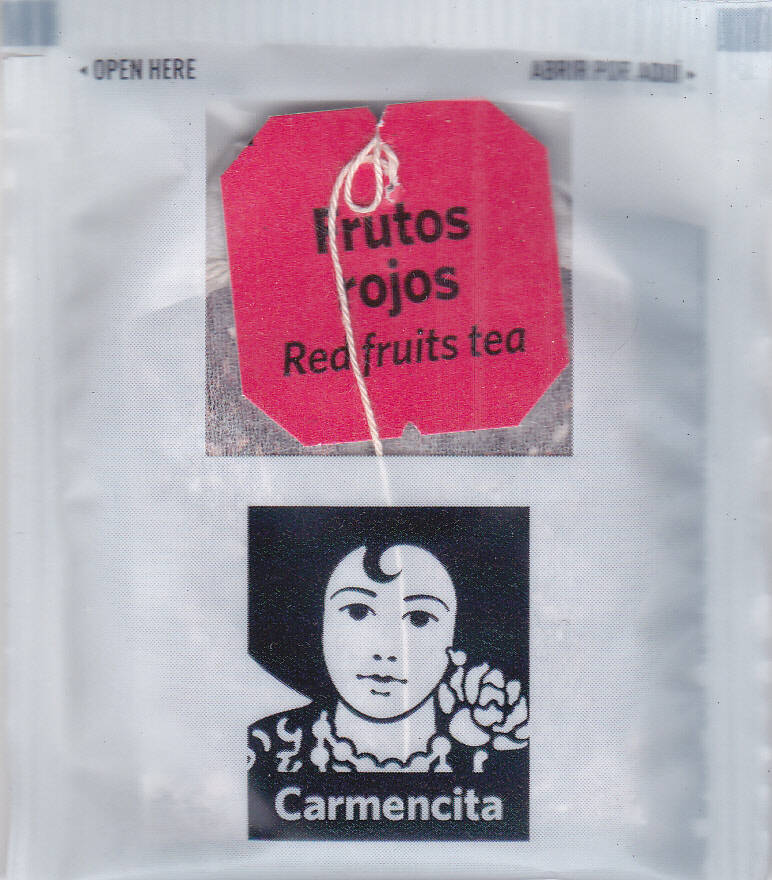 OPEN HERE
ABRIR POR AQUÍ
Frutos
rojos
Red fruits tea
Carmencita